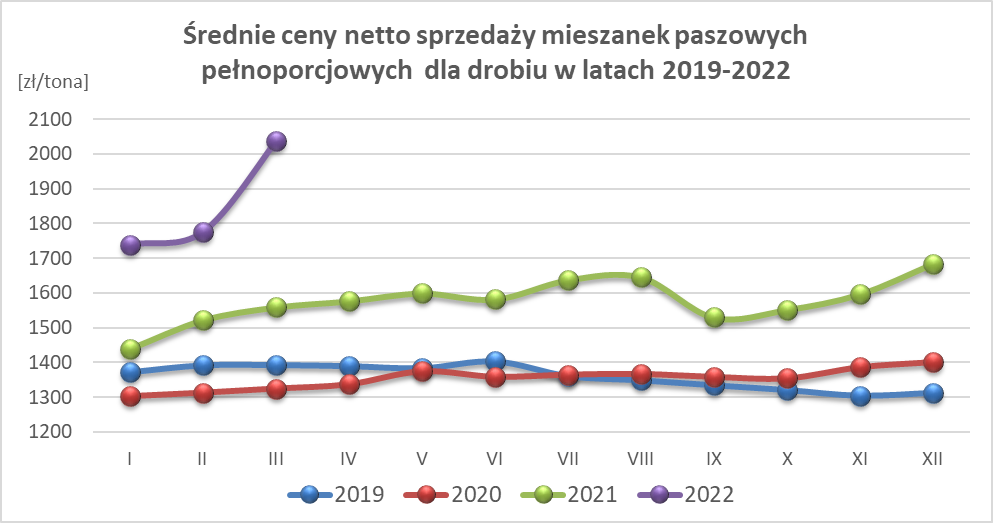 Średnie ceny netto sprzedaży mieszanek paszowych
pełnoporcjowych dla drobiu w latach 2019-2022
[zł/tona]
2100
2000
1900
1800
1700
1600
1500
1400
1300
1200
I II III IV V VI VII VIII IX X XI XII
2019 2020 2021 2022